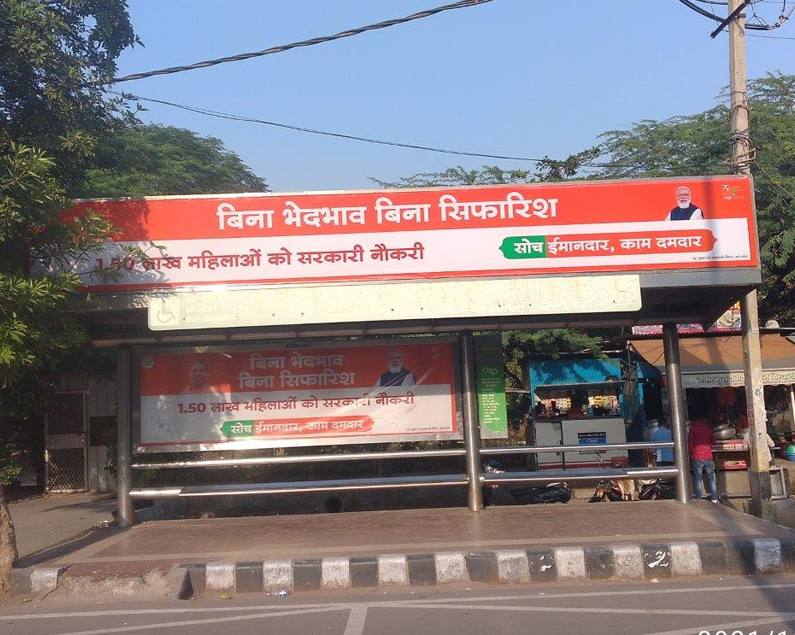 बिना भेदभाव बिना सिफारिश
1.50 लाख महिलाओं को सरकारी नौकरी
सोच ईमानदार, काम दमदार
बिना भेदभाव
बिना सिफारिश
1.50 लाख महिलाओं को सरकारी नौकरी
सोच ईमानदार, काम दमदार